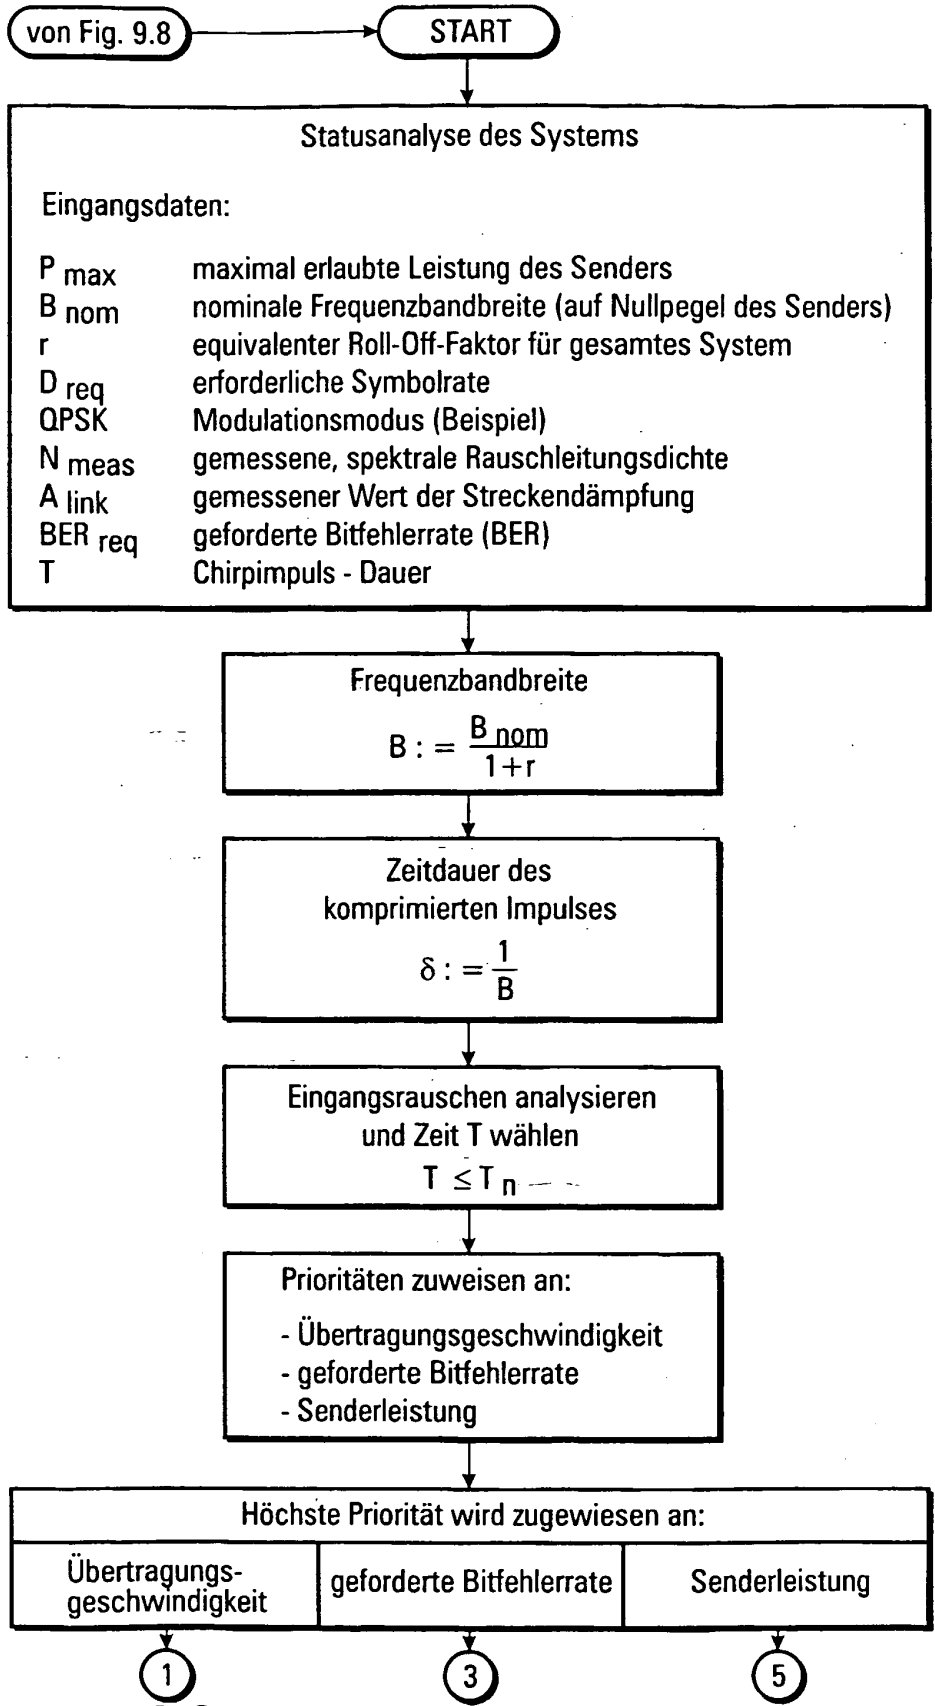 von Fig. 9.8
START
Statusanalyse des Systems
Eingangsdaten:
P max maximal erlaubte Leistung des Senders
B nom nominale Frequenzbandbreite (auf Nullpegel des Senders)
r equivalenter Roll-Off-Faktor für gesamtes System
D req erforderliche Symbolrate
QPSK Modulationsmodus (Beispiel)
N meas gemessene, spektrale Rauschleitungsdichte
A link gemessener Wert der Streckendämpfung
BER req geforderte Bitfehlerrate (BER)
T Chirpimpuls - Dauer
Frequenzbandbreite
B : = B nom / 1+r
Zeitdauer des
komprimierten Impulses
δ : = 1 / B
Eingangsrauschen analysieren
und Zeit T wählen
T ≤ T n
Prioritäten zuweisen an:
- Übertragungsgeschwindigkeit
- geforderte Bitfehlerrate
- Senderleistung
Höchste Priorität wird zugewiesen an:
Übertragungs-
geschwindigkeit
geforderte Bitfehlerrate
Senderleistung
1
3
5